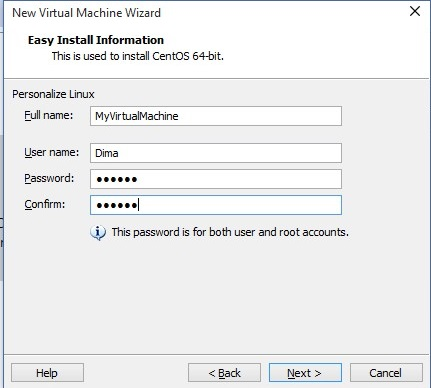 New Virtual Machine Wizard
Easy Install Information
This is used to install CentOS 64-bit.
Personalize Linux
Full name: MyVirtualMachine
User name: Dima
Password: ●●●●●●
Confirm: ●●●●●●
This password is for both user and root accounts.
Help < Back Next > Cancel